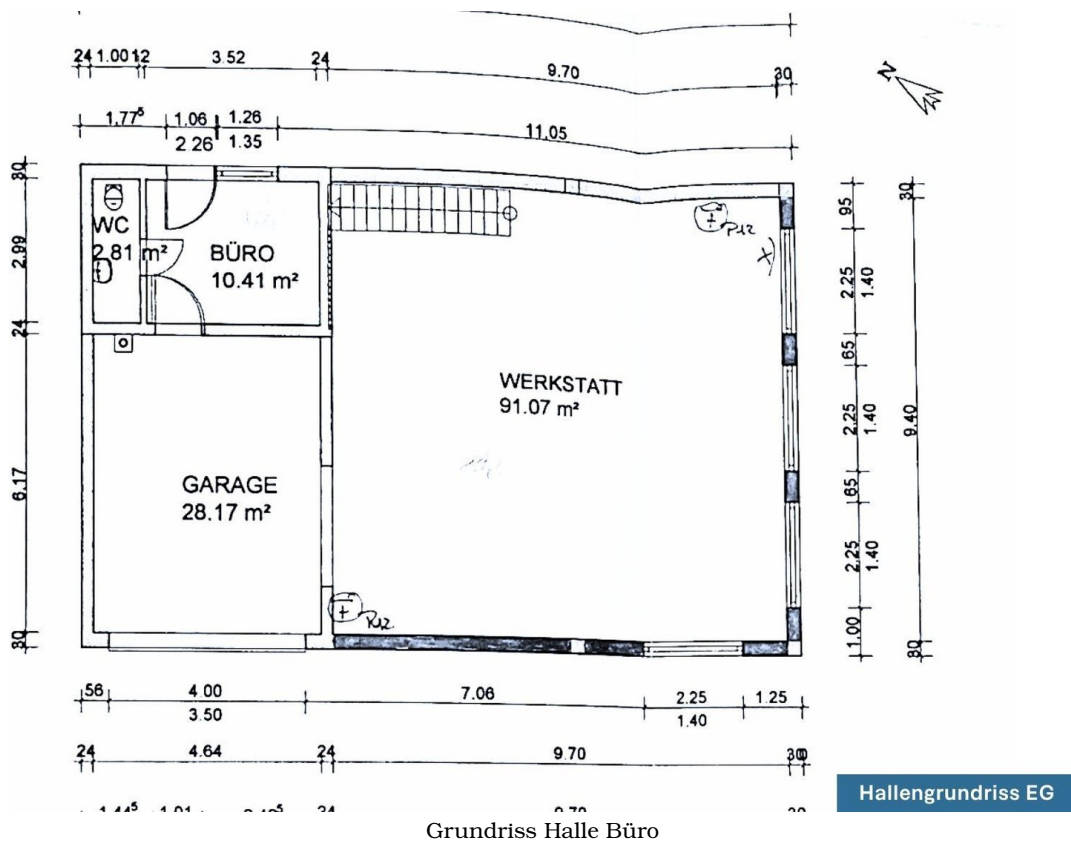 24 1.00 12 3.52 24 9.70 30
1.77⁵ 1.06 1.26 11.05
2.26 1.35
N
30
2.99
24
6.17
30
WC
2.81 m²
BÜRO
10.41 m²
WERKSTATT
91.07 m²
GARAGE
28.17 m²
R12
R12
95
2.25 1.40
65
2.25 1.40
65
2.25 1.40
1.00
30
9.40
30
56 4.00 7.06 2.25 1.25
3.50 1.40
24 4.64 24 9.70 30
Hallengrundriss EG
Grundriss Halle Büro